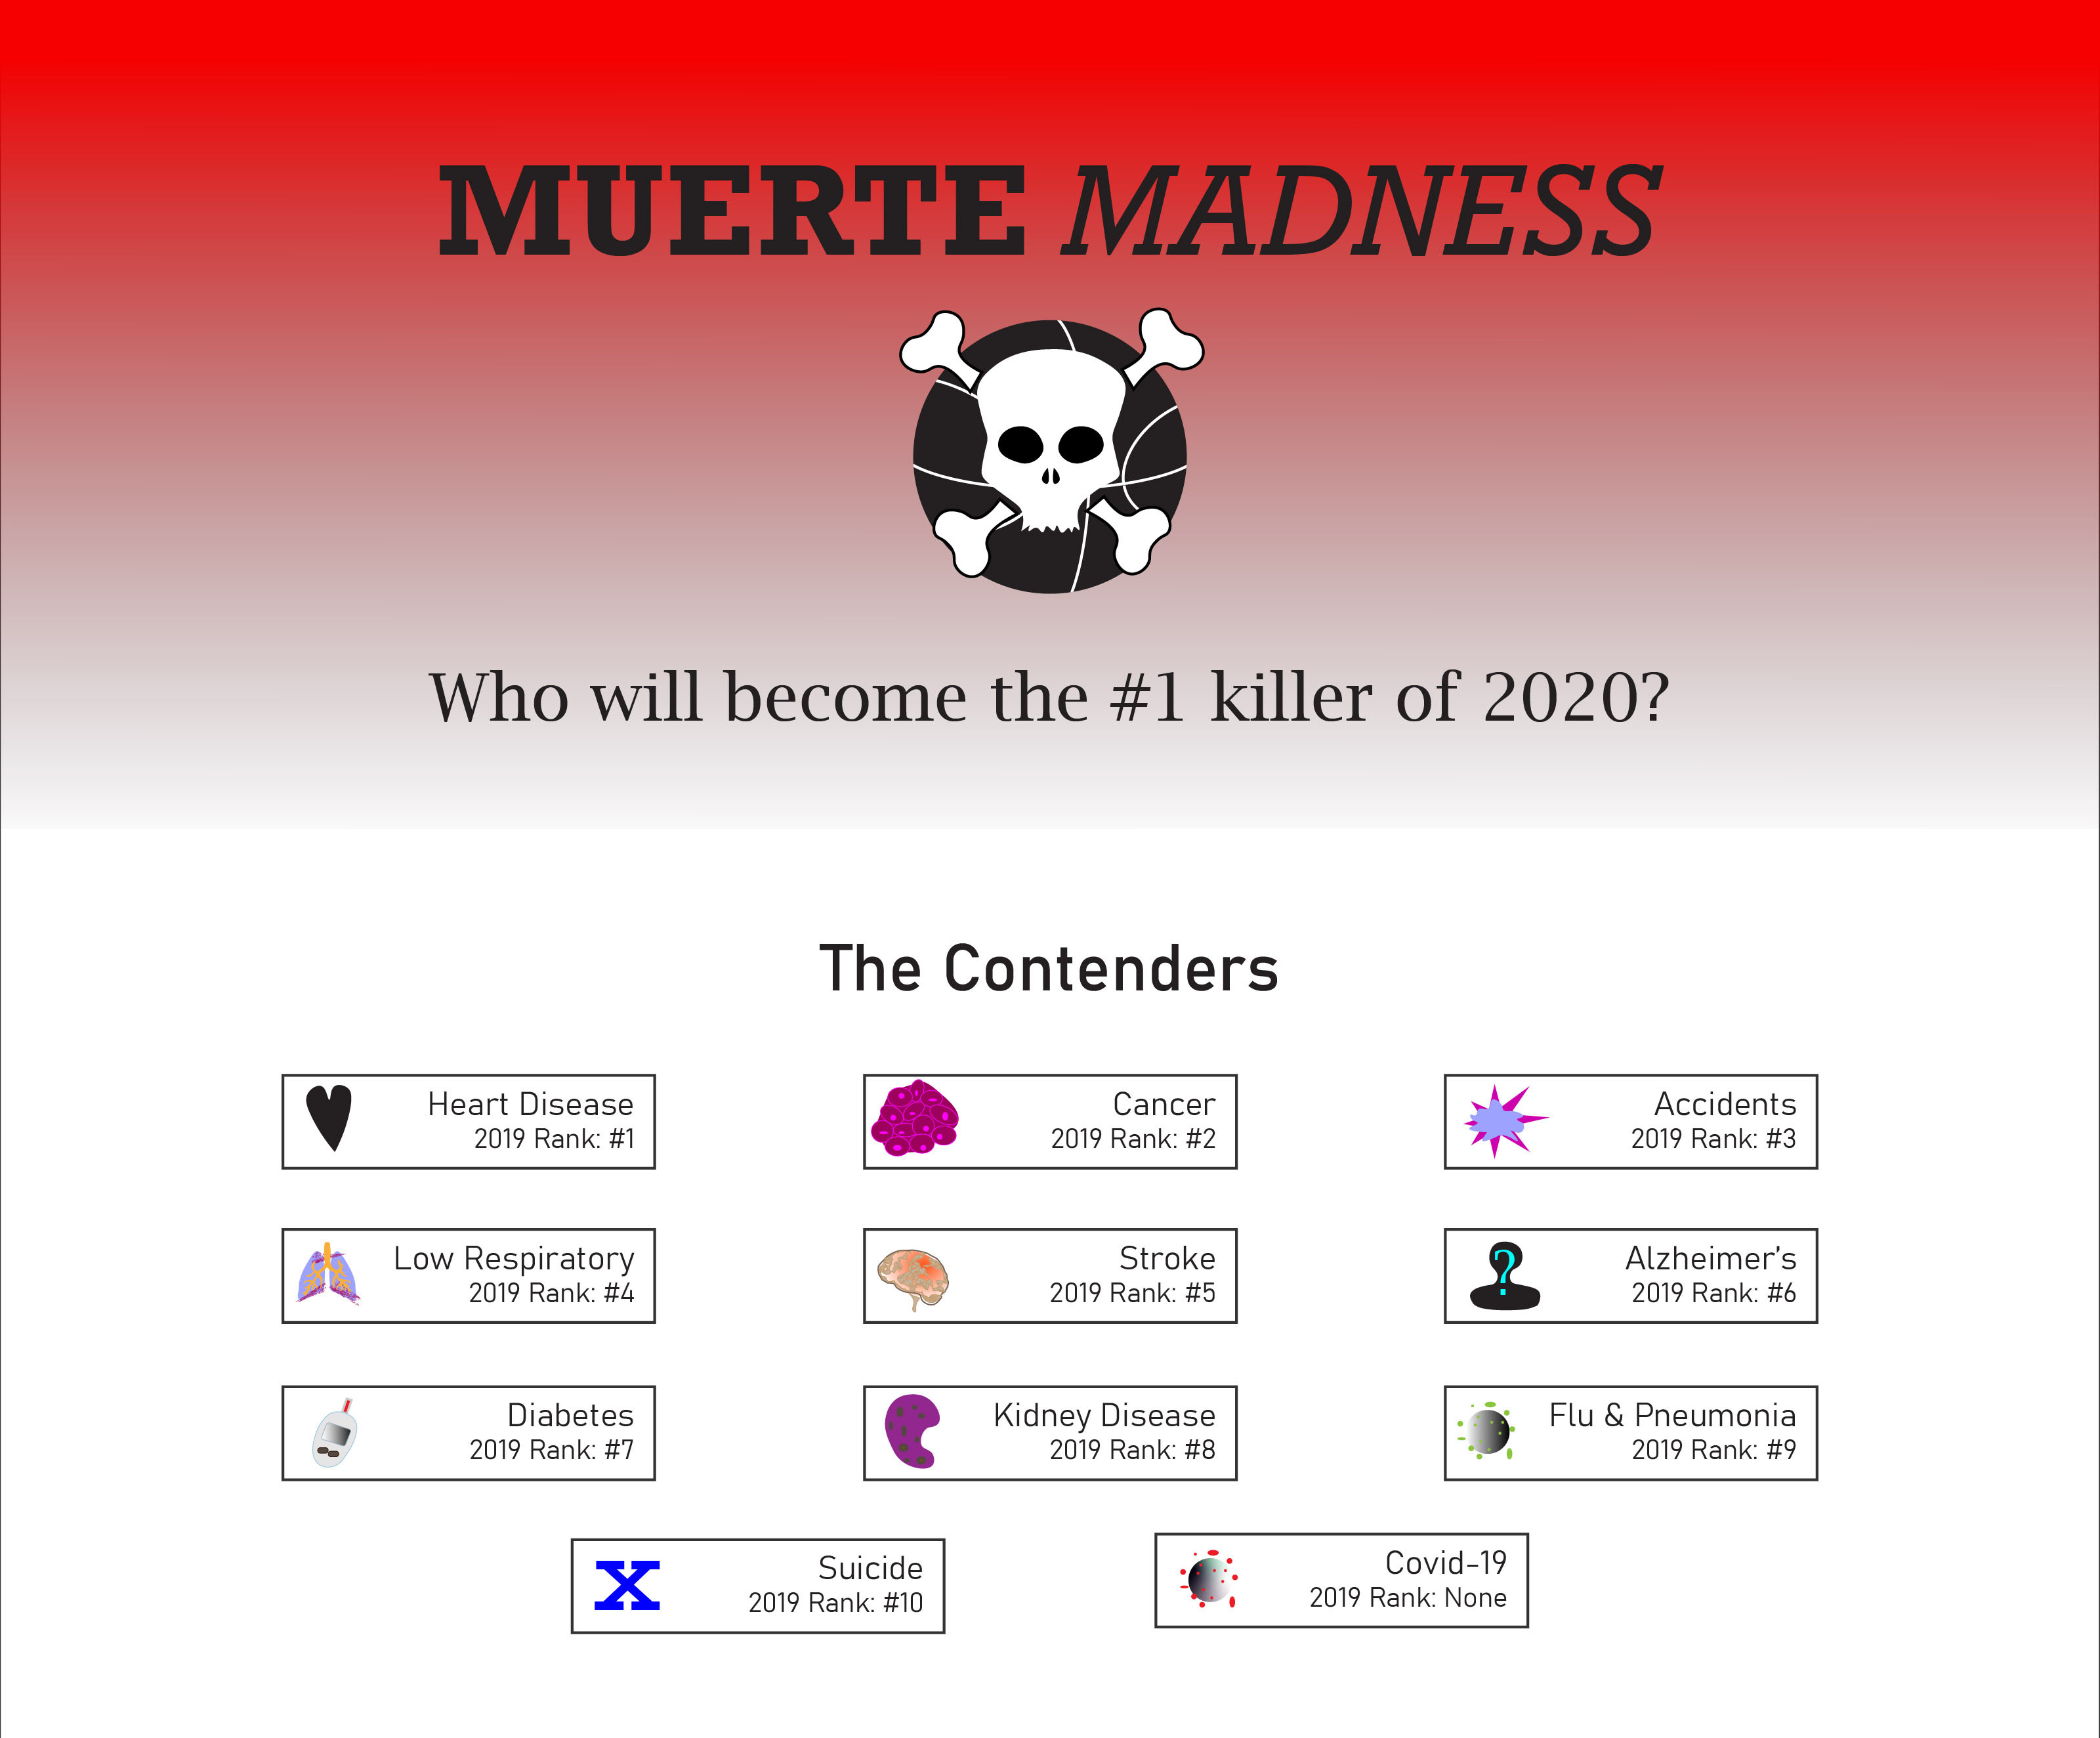 MUERTE MADNESS
Who will become the #1 killer of 2020?
The Contenders
Heart Disease
2019 Rank: #1
Cancer
2019 Rank: #2
Accidents
2019 Rank: #3
Low Respiratory
2019 Rank: #4
Stroke
2019 Rank: #5
?
Alzheimer's
2019 Rank: #6
Diabetes
2019 Rank: #7
Kidney Disease
2019 Rank: #8
Flu & Pneumonia
2019 Rank: #9
X
Suicide
2019 Rank: #10
Covid-19
2019 Rank: None